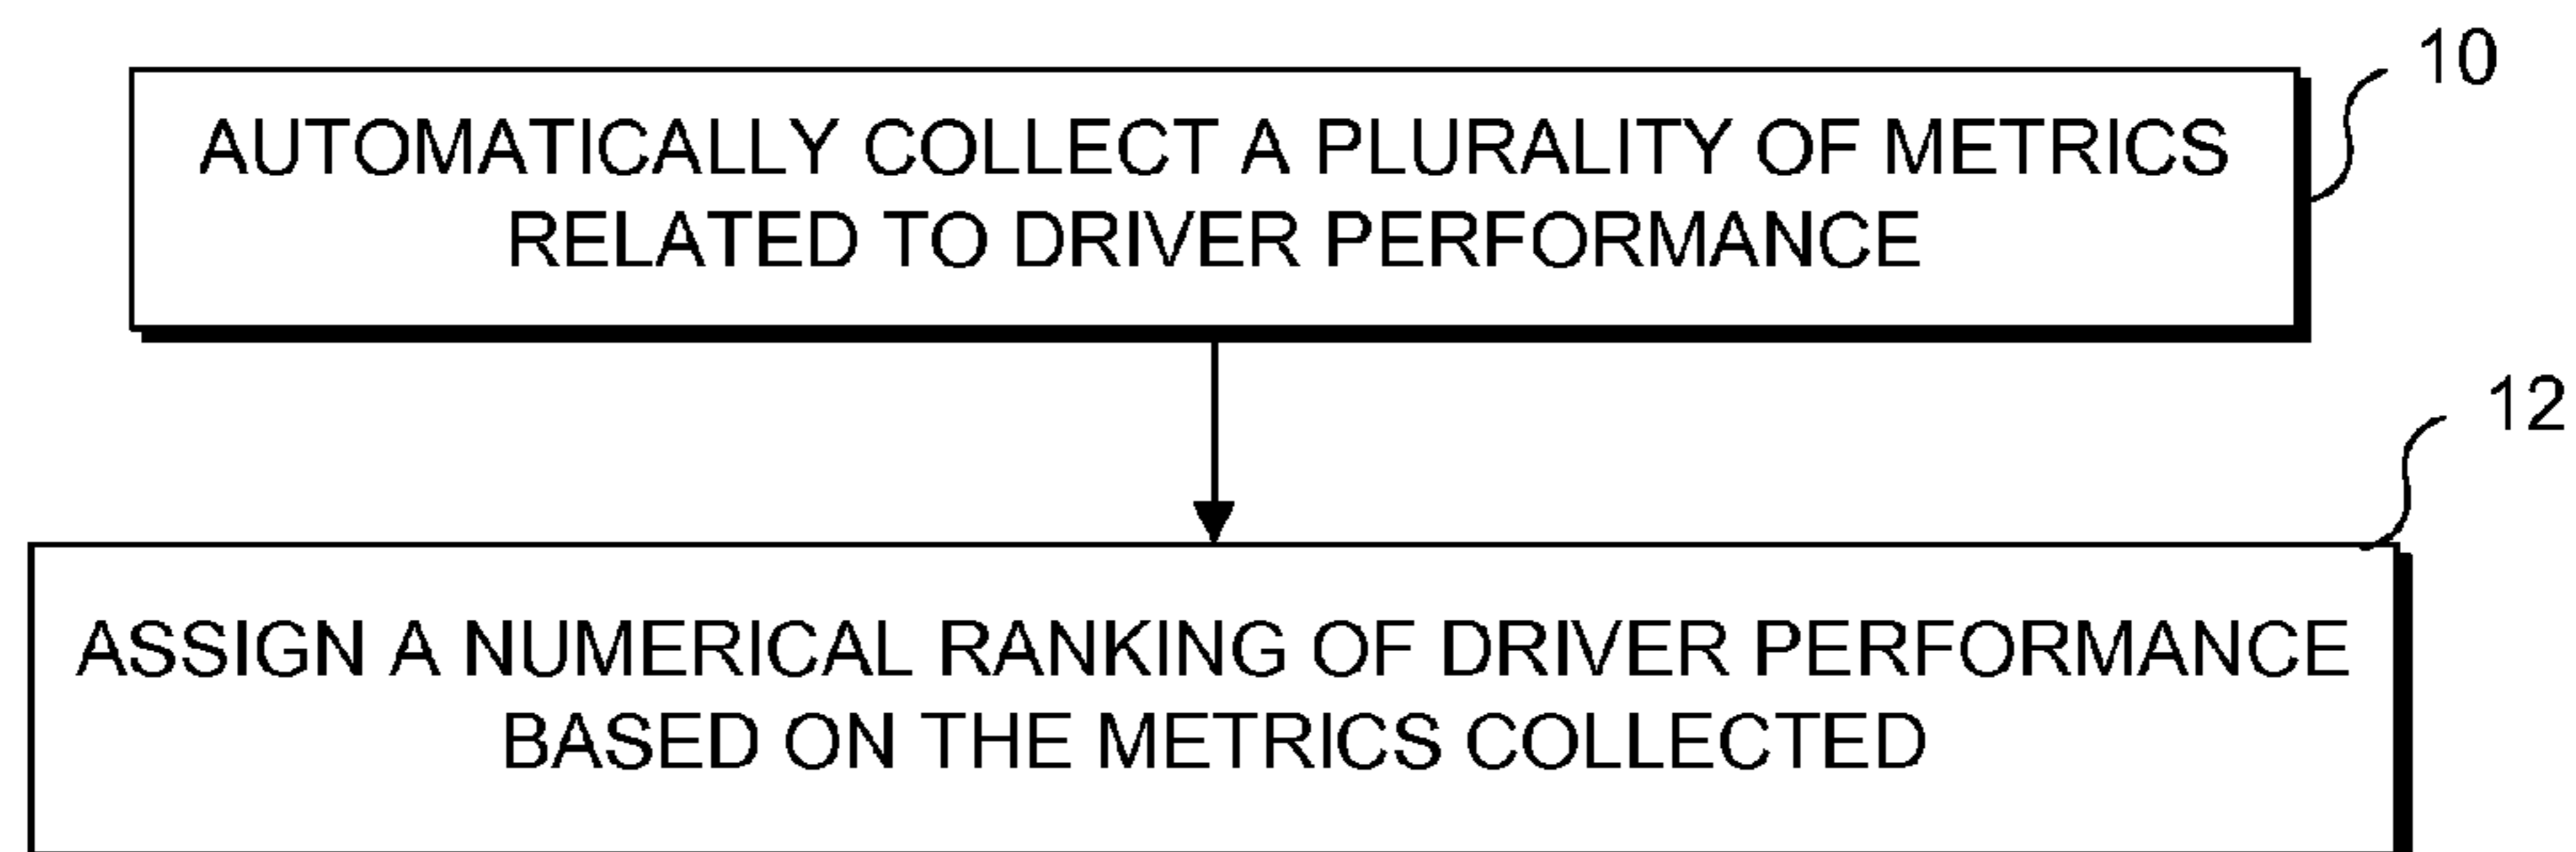 10
AUTOMATICALLY COLLECT A PLURALITY OF METRICS
RELATED TO DRIVER PERFORMANCE
12
ASSIGN A NUMERICAL RANKING OF DRIVER PERFORMANCE
BASED ON THE METRICS COLLECTED